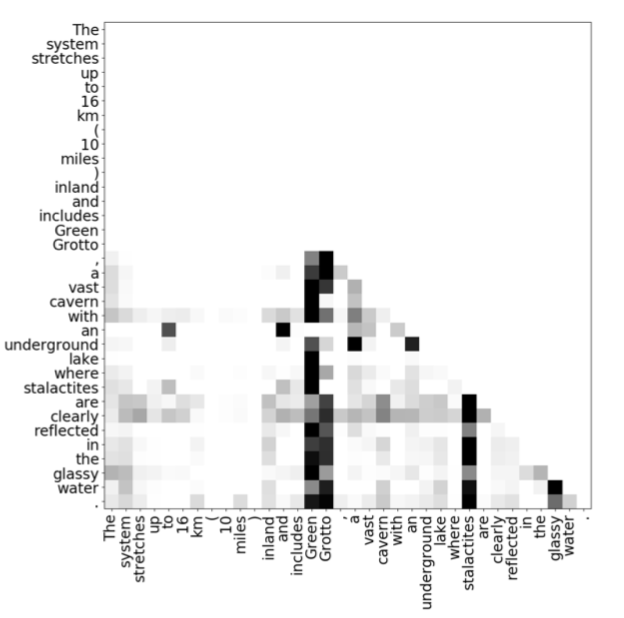 The
system
stretches
up
to
16
km
(
10
miles
)
inland
and
includes
Green
Grotto
,
a
vast
cavern
with
an
underground
lake
where
stalactites
are
clearly
reflected
in
the
glassy
water
.
The
system
stretches
up
to
16
km
(
10
miles
)
inland
and
includes
Green
Grotto
,
a
vast
cavern
with
an
underground
lake
where
stalactites
are
clearly
reflected
in
the
glassy
water
.